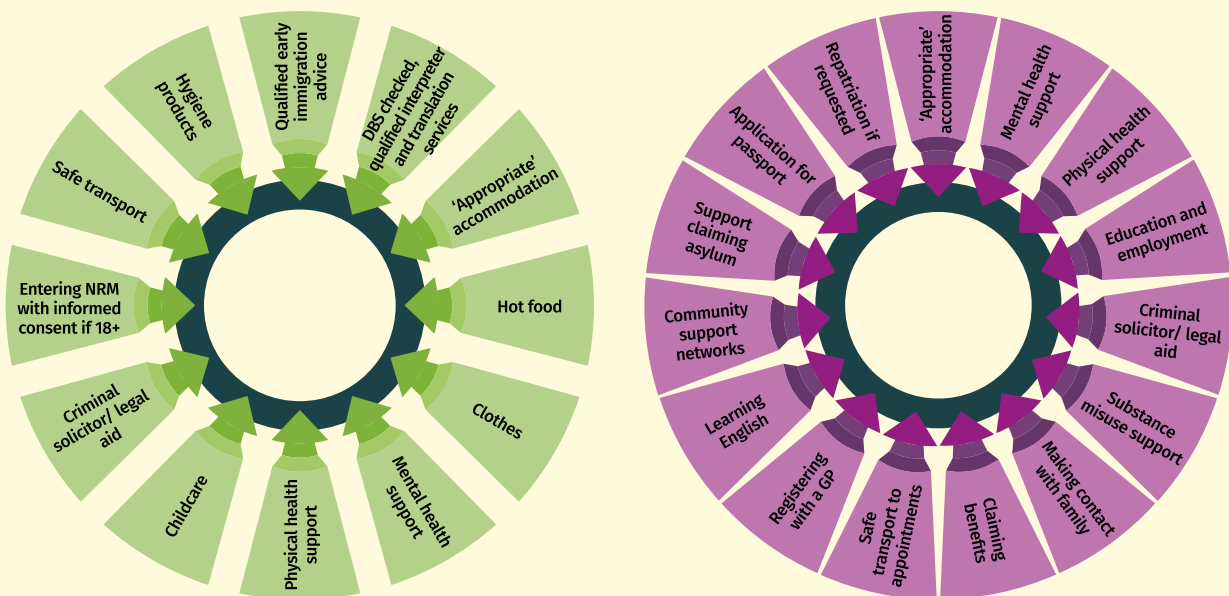 Qualified early
immigration
advice
DBS checked,
qualified interpreter
and translation
services
‘Appropriate’
accommodation
Hot food
Clothes
Mental health
support
Physical health
support
Childcare
Criminal
solicitor/ legal
aid
Entering NRM
with informed
consent if 18+
Safe transport
Hygiene
products
‘Appropriate’
accommodation
Mental health
support
Physical health
support
Education and
employment
Criminal
solicitor/ legal
aid
Substance
misuse support
Making contact
with family
Claiming
benefits
Safe
transport to
appointments
Registering
with a GP
Learning
English
Community
support
networks
Support
claiming
asylum
Application for
passport
Repatriation if
requested